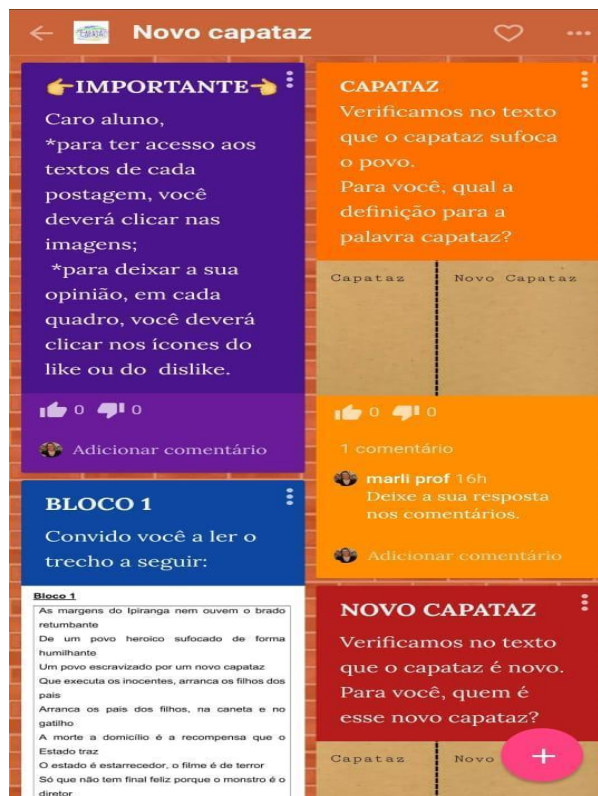 Novo capataz
👉IMPORTANTE👈
Caro aluno,
*para ter acesso aos
textos de cada
postagem, você
deverá clicar nas
imagens;
*para deixar a sua
opinião, em cada
quadro, você deverá
clicar nos ícones do
like ou do dislike.
0 0
Adicionar comentário
BLOCO 1
Convido você a ler o
trecho a seguir:
Bloco 1
As margens do Ipiranga nem ouvem o brado
retumbante
De um povo heroico sufocado de forma
humilhante
Um povo escravizado por um novo capataz
Que executa os inocentes, arranca os filhos dos
pais
Arranca os pais dos filhos, na caneta e no
gatilho
A morte a domicílio é a recompensa que o
Estado traz
O estado é estarrecedor, o filme é de terror
Só que não tem final feliz porque o monstro é o
diretor
CAPATAZ
Verificamos no texto
que o capataz sufoca
o povo.
Para você, qual a
definição para a
palavra capataz?
Capataz Novo Capataz
0 0
1 comentário
marli prof 16h
Deixe a sua resposta
nos comentários.
Adicionar comentário
NOVO CAPATAZ
Verificamos no texto
que o capataz é novo.
Para você, quem é
esse novo capataz?
Capataz Novo